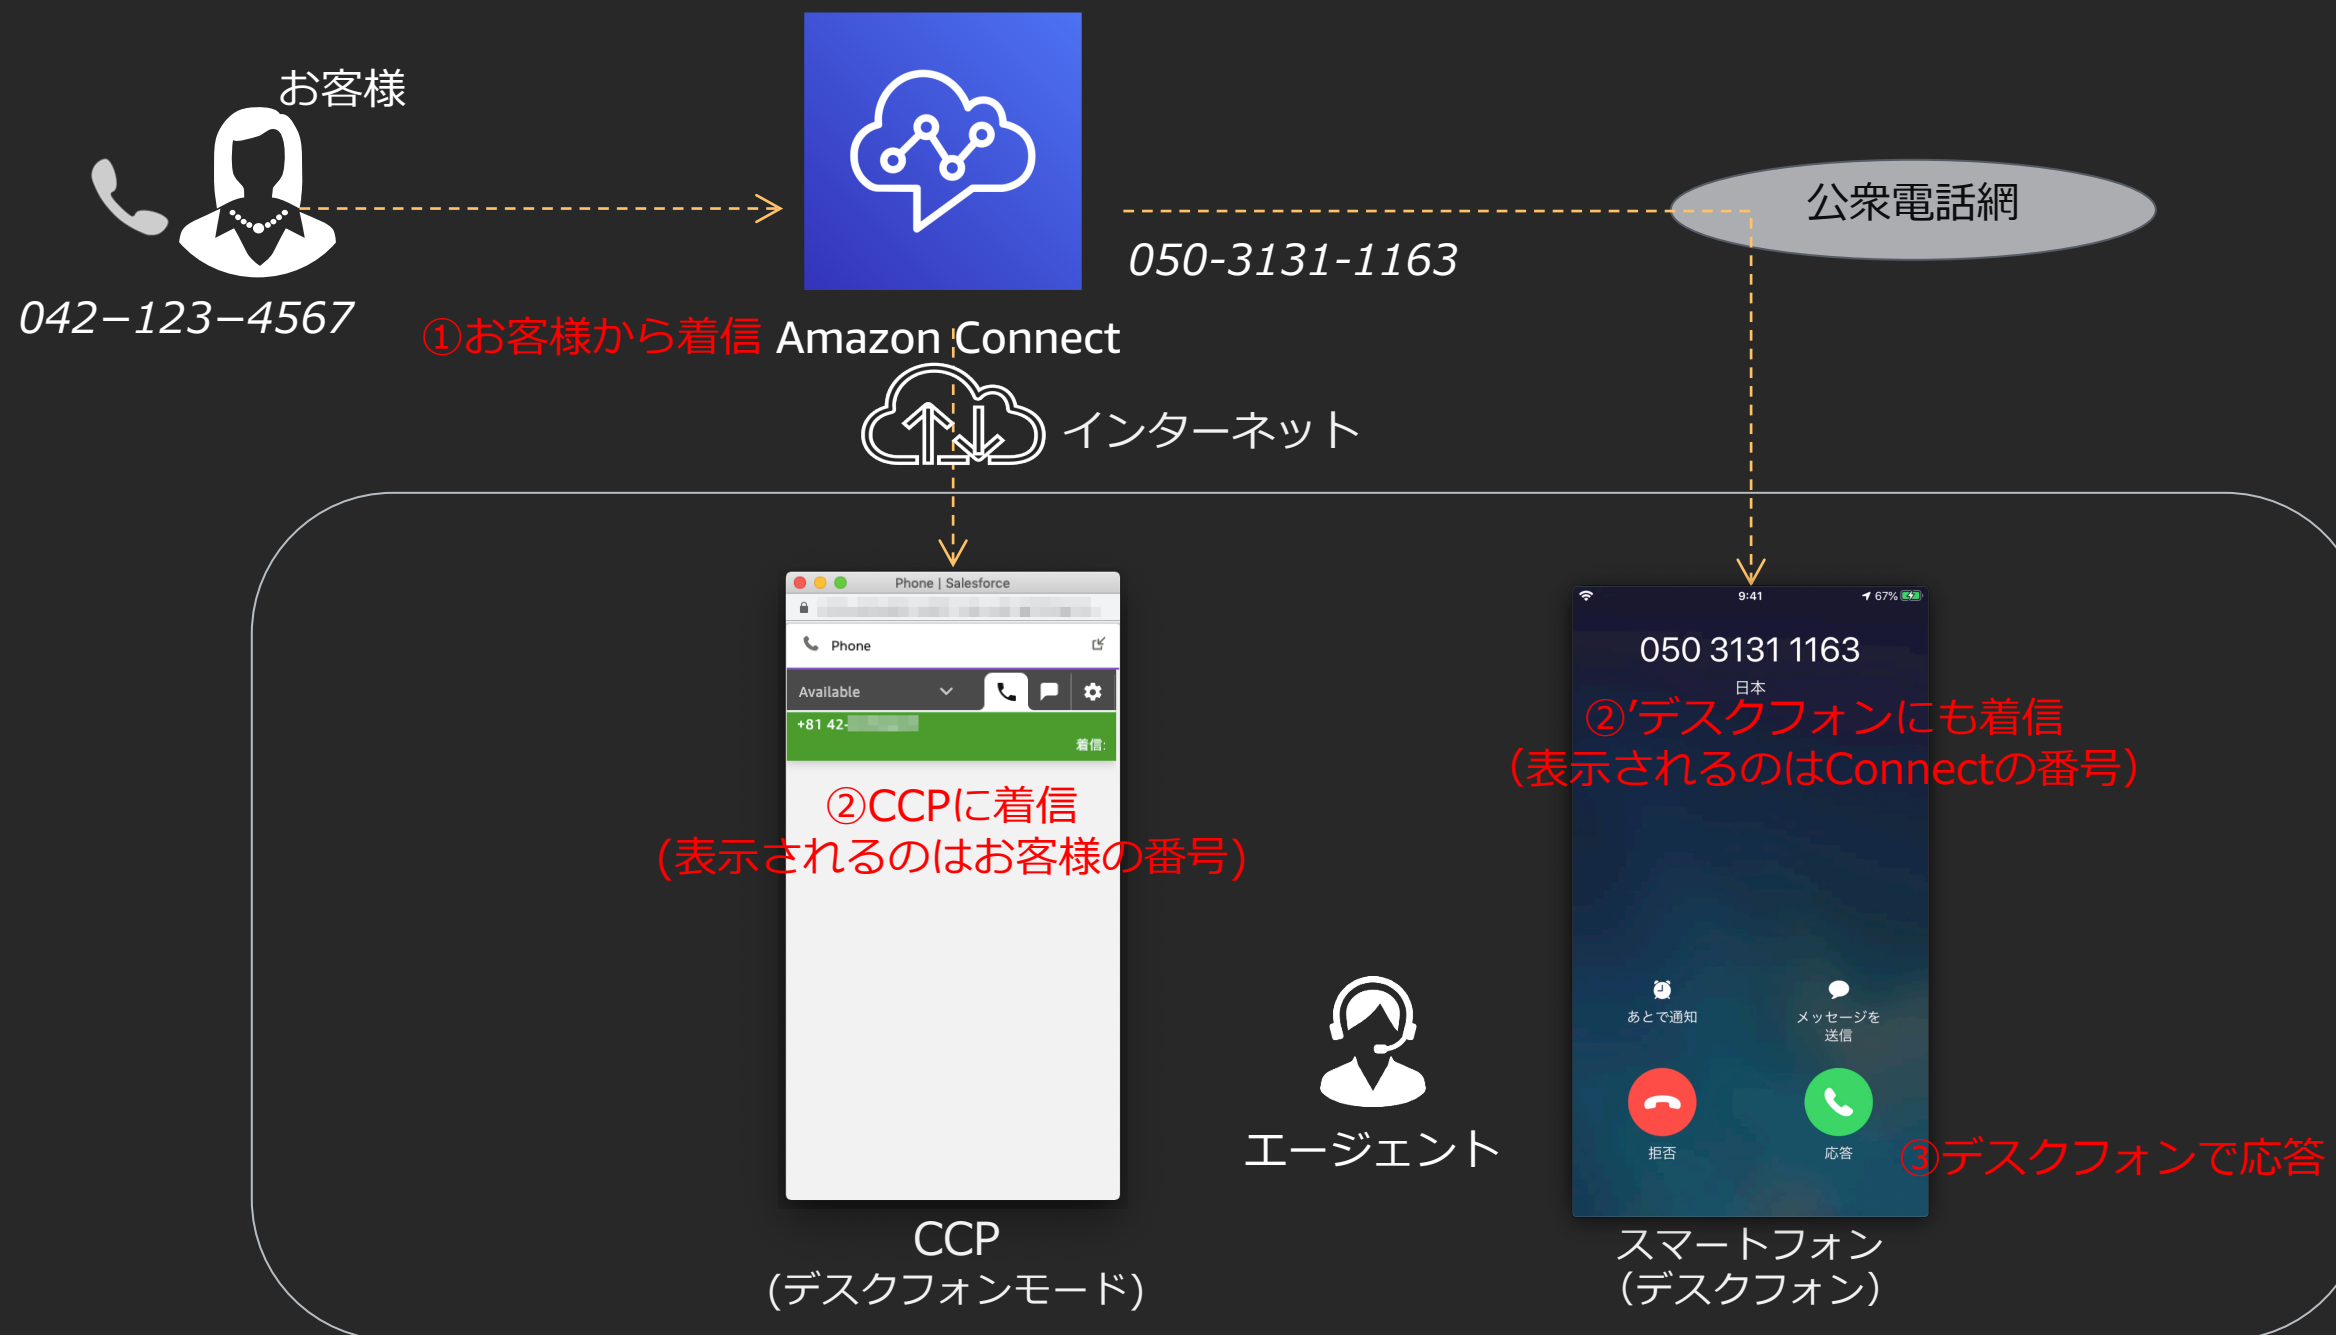 お客様
公衆電話網
050-3131-1163
042−123−4567
①お客様から着信
Amazon Connect
インターネット
Phone | Salesforce
Phone
Available
+81 42-
着信:
②CCPに着信
(表示されるのはお客様の番号)
CCP
(デスクフォンモード)
エージェント
9:41
67%
050 3131 1163
日本
②’デスクフォンにも着信
（表示されるのはConnectの番号）
あとで通知
メッセージを
送信
拒否
応答
③デスクフォンで応答
スマートフォン
（デスクフォン）